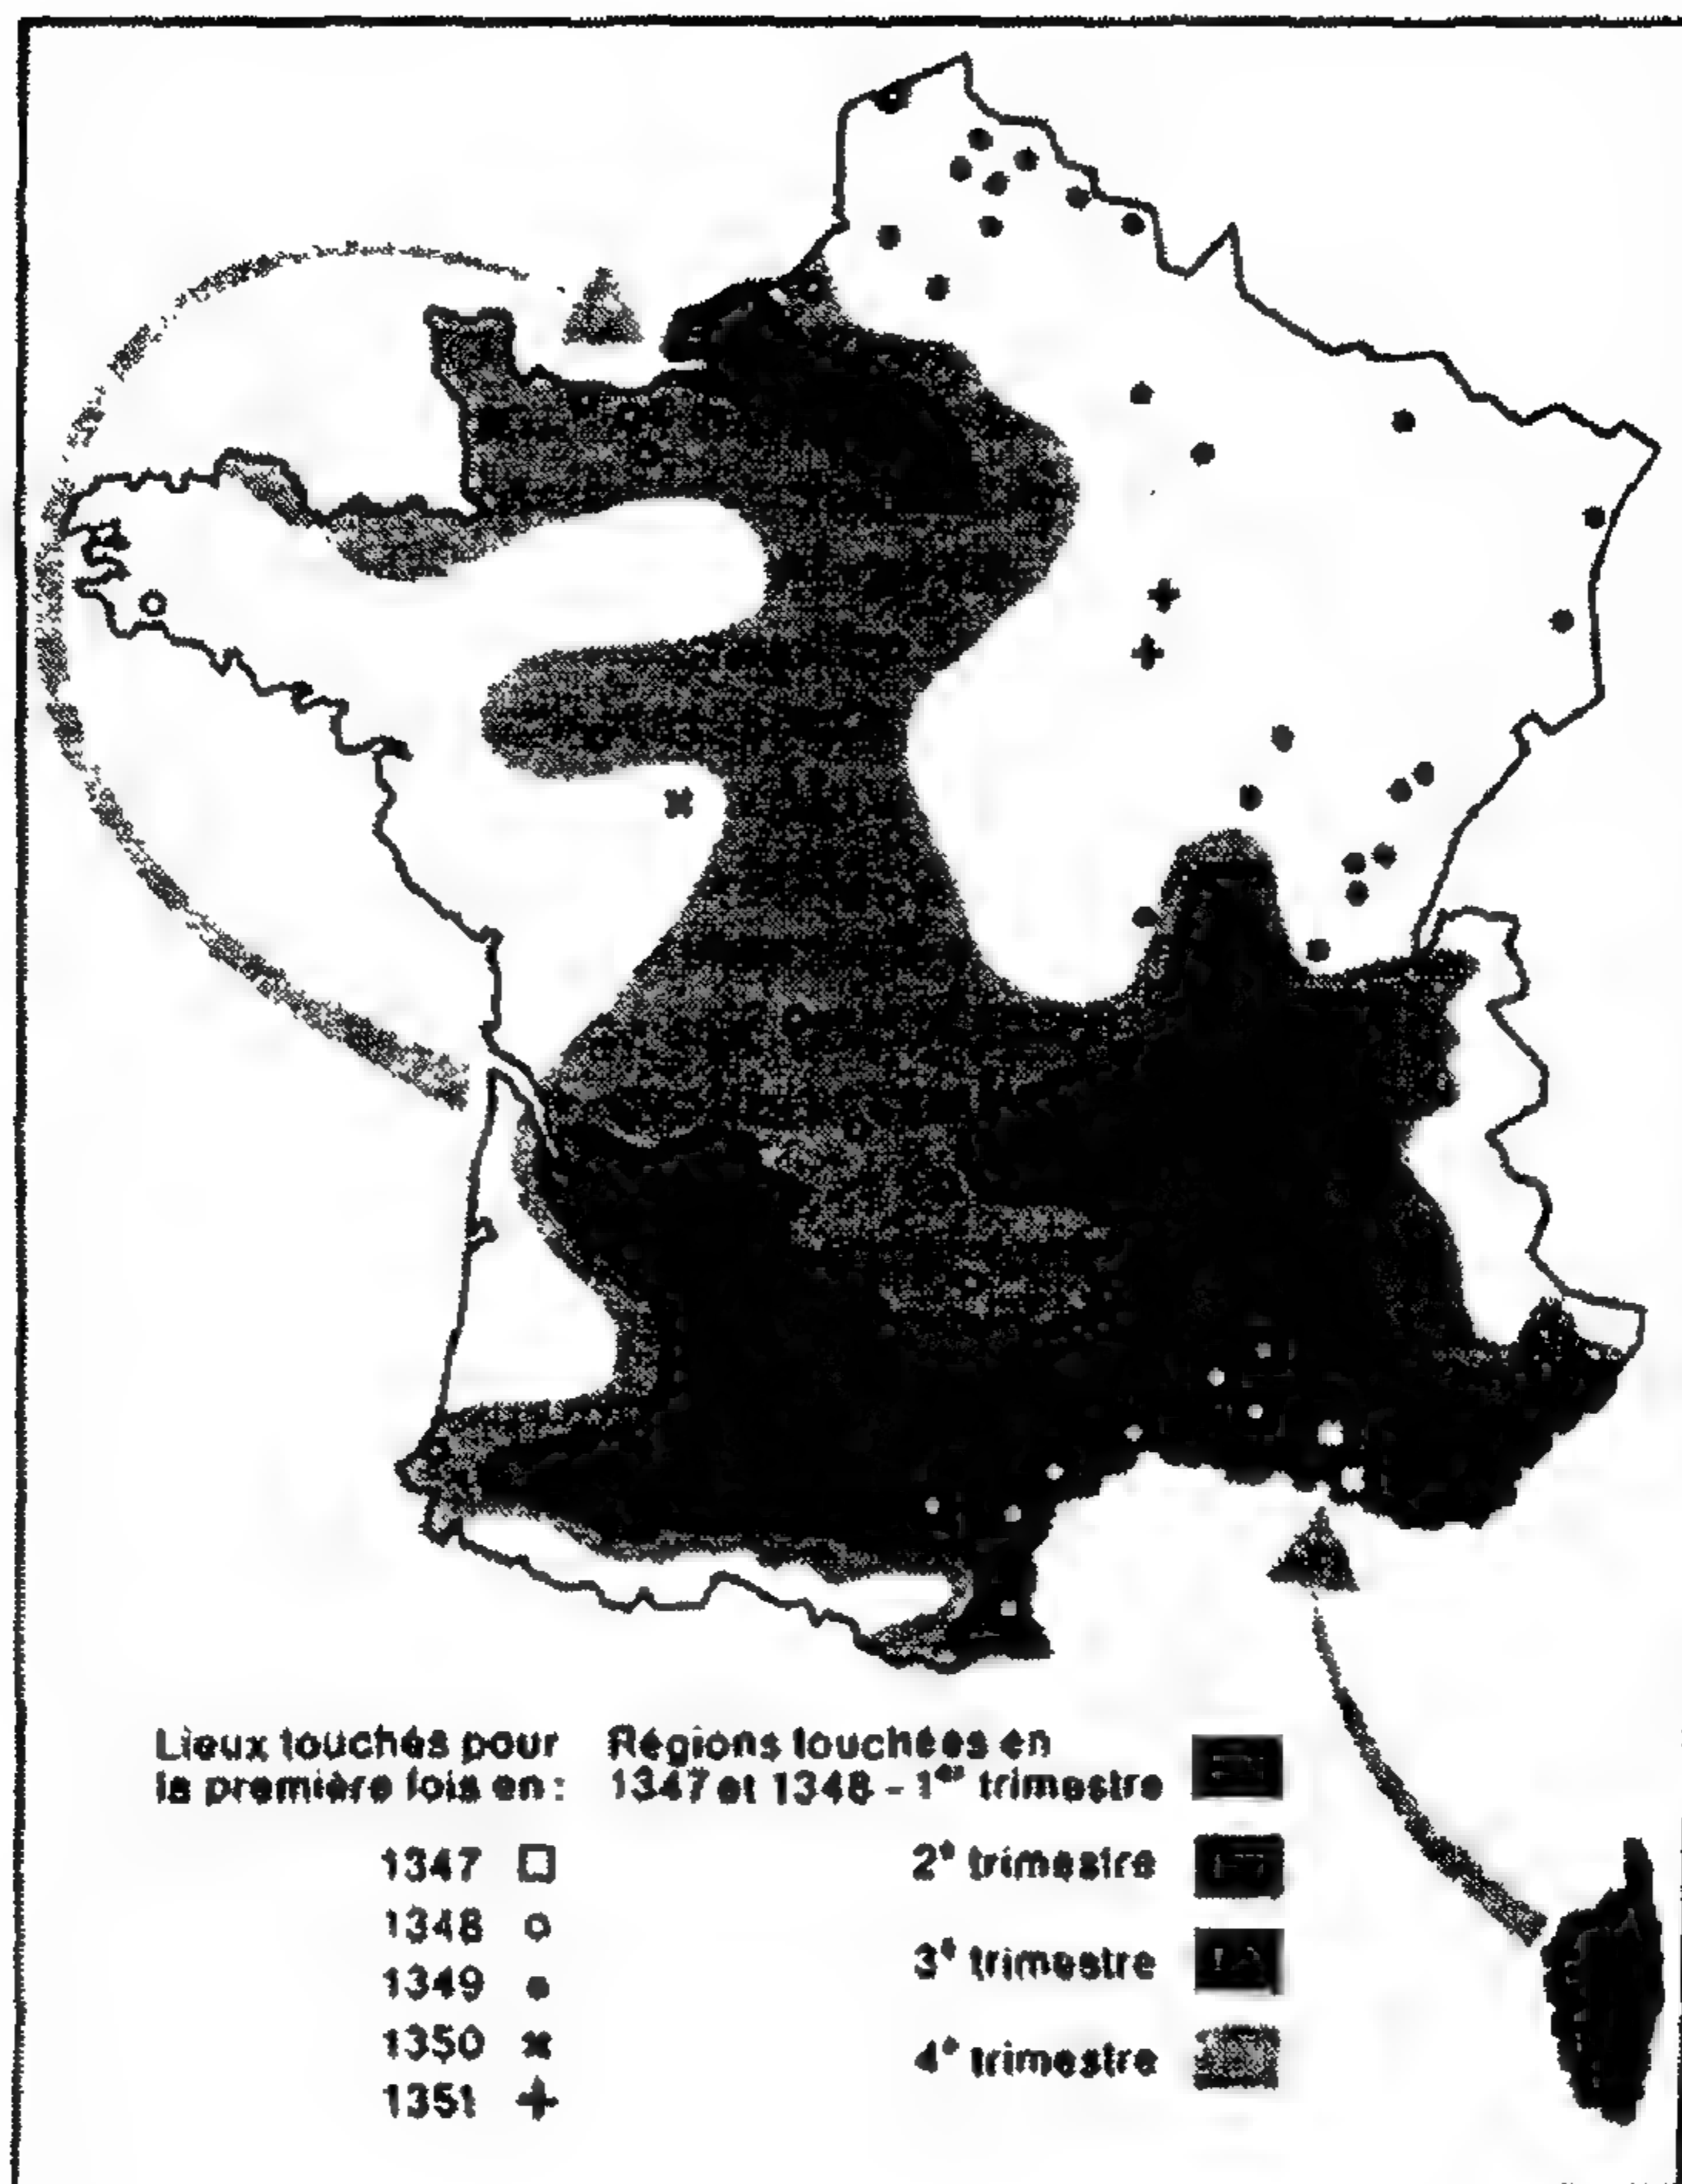 Lieux touchés pour
la première fois en :
1347
1348
1349
1350
1351
Régions touchées en
1347 et 1348 - 1er trimestre
2e trimestre
3e trimestre
4e trimestre